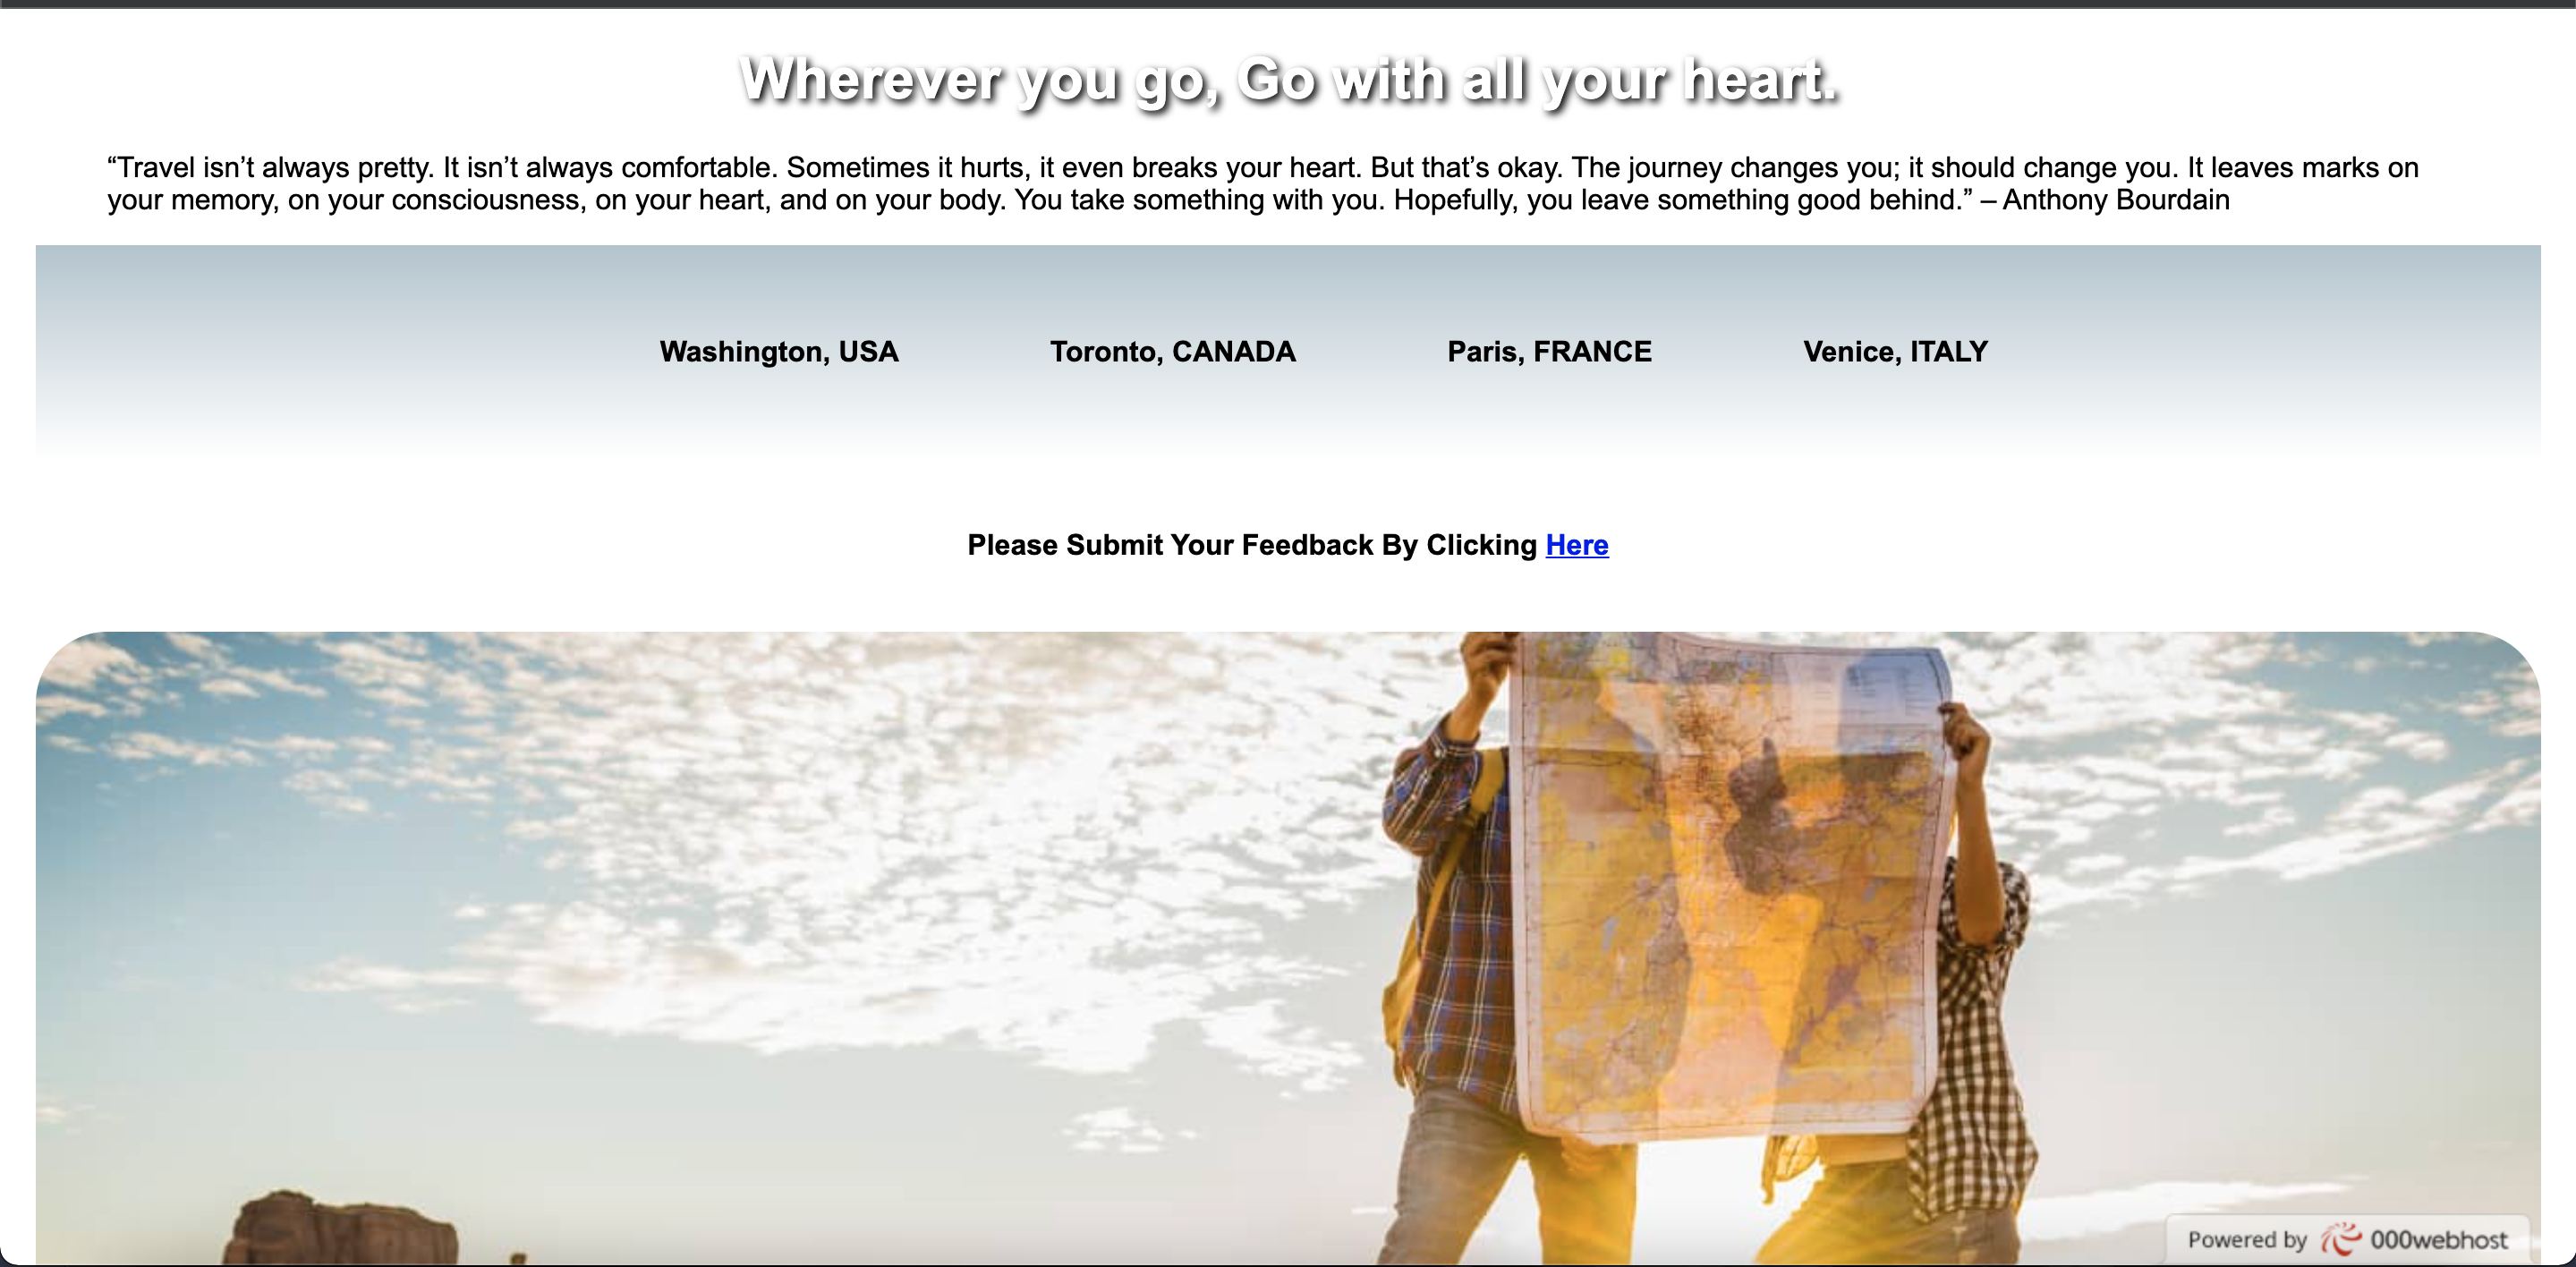 Wherever you go, Go with all your heart.
“Travel isn’t always pretty. It isn’t always comfortable. Sometimes it hurts, it even breaks your heart. But that’s okay. The journey changes you; it should change you. It leaves marks on
your memory, on your consciousness, on your heart, and on your body. You take something with you. Hopefully, you leave something good behind.” – Anthony Bourdain
Washington, USA Toronto, CANADA Paris, FRANCE Venice, ITALY
Please Submit Your Feedback By Clicking Here
Powered by 000webhost